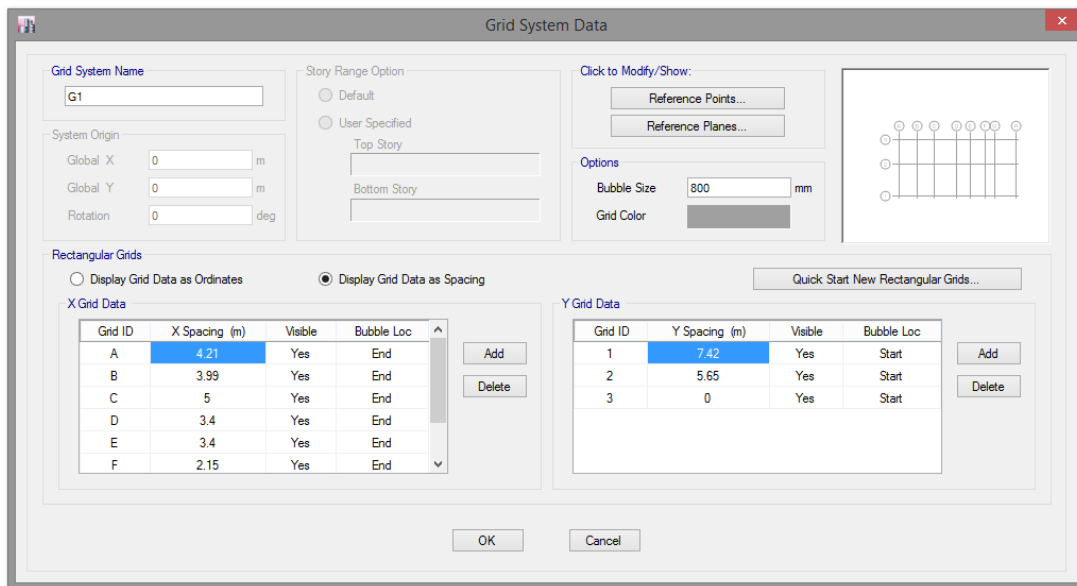 Grid System Data
Grid System Name
G1
System Origin
Global X 0 m
Global Y 0 m
Rotation 0 deg
Story Range Option
Default
User Specified
Top Story
Bottom Story
Click to Modify/Show:
Reference Points...
Reference Planes...
Options
Bubble Size 800 mm
Grid Color
Rectangular Grids
Display Grid Data as Ordinates Display Grid Data as Spacing Quick Start New Rectangular Grids...
X Grid Data
Grid ID X Spacing (m) Visible Bubble Loc
A 4.21 Yes End
B 3.99 Yes End
C 5 Yes End
D 3.4 Yes End
E 3.4 Yes End
F 2.15 Yes End
Add
Delete
Y Grid Data
Grid ID Y Spacing (m) Visible Bubble Loc
1 7.42 Yes Start
2 5.65 Yes Start
3 0 Yes Start
Add
Delete
OK Cancel